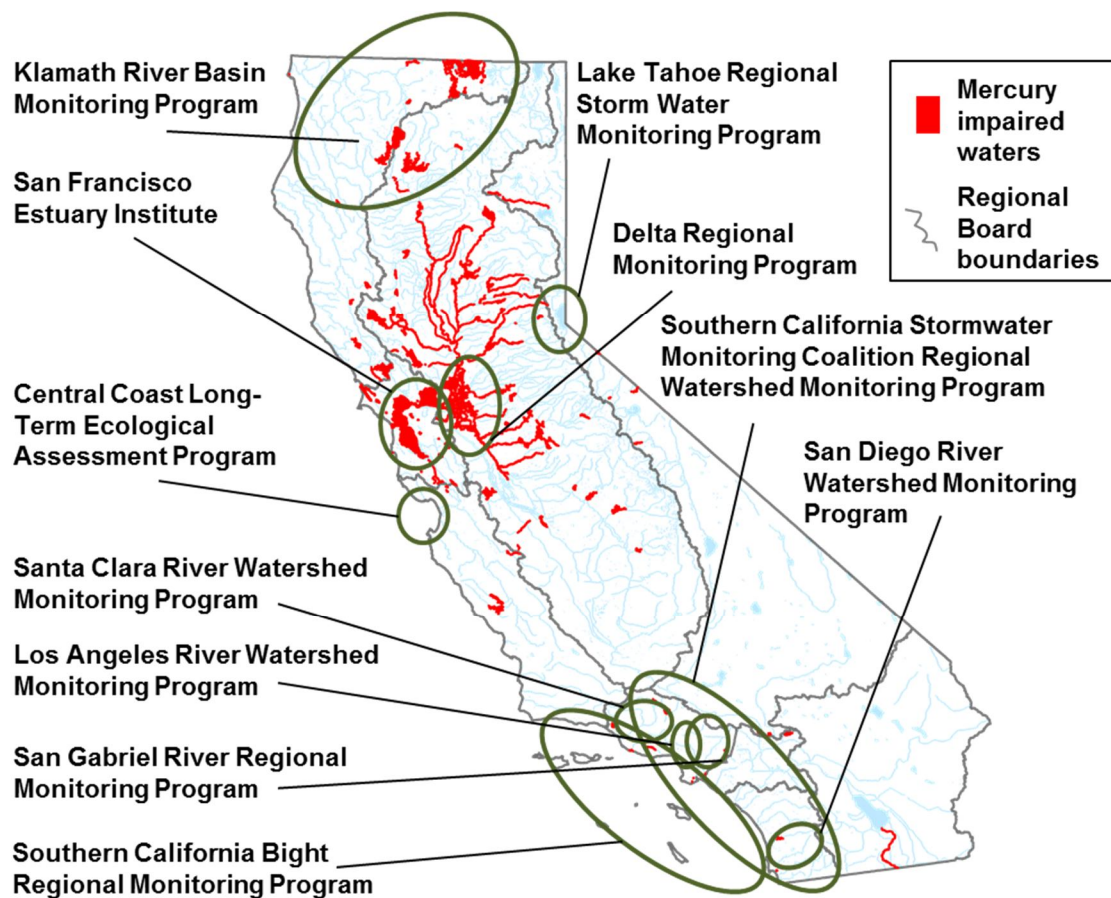 Klamath River Basin
Monitoring Program
San Francisco
Estuary Institute
Central Coast Long-
Term Ecological
Assessment Program
Santa Clara River Watershed
Monitoring Program
Los Angeles River Watershed
Monitoring Program
San Gabriel River Regional
Monitoring Program
Southern California Bight
Regional Monitoring Program
Lake Tahoe Regional
Storm Water
Monitoring Program
Delta Regional
Monitoring Program
Southern California Stormwater
Monitoring Coalition Regional
Watershed Monitoring Program
San Diego River
Watershed Monitoring
Program
Mercury
impaired
waters
Regional
Board
boundaries